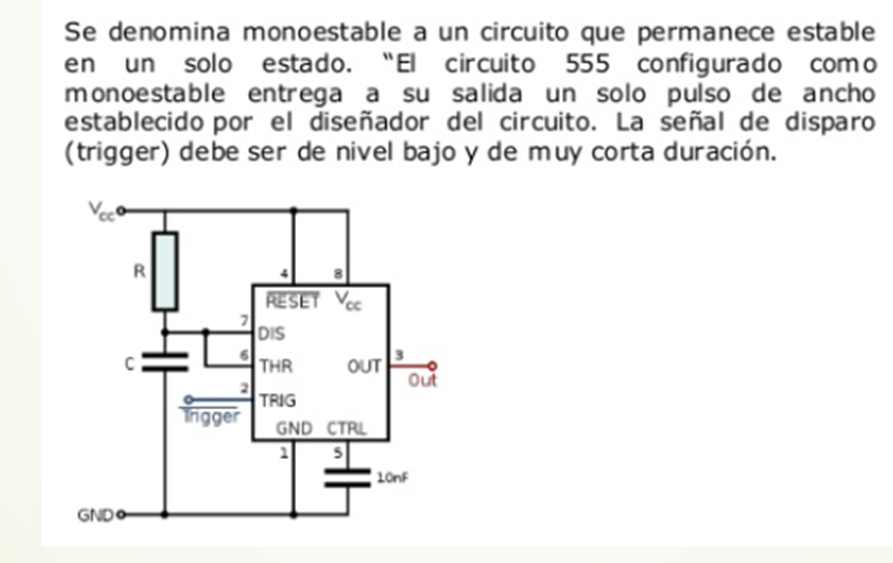 Se denomina monoestable a un circuito que permanece estable
en un solo estado. “El circuito 555 configurado como
monoestable entrega a su salida un solo pulso de ancho
establecido por el diseñador del circuito. La señal de disparo
(trigger) debe ser de nivel bajo y de muy corta duración.
Vcc
R
4 8
RESET Vcc
7
DIS
C
6
THR OUT 3
Out
2
TRIG
Trigger
GND CTRL
1 5
10nF
GND